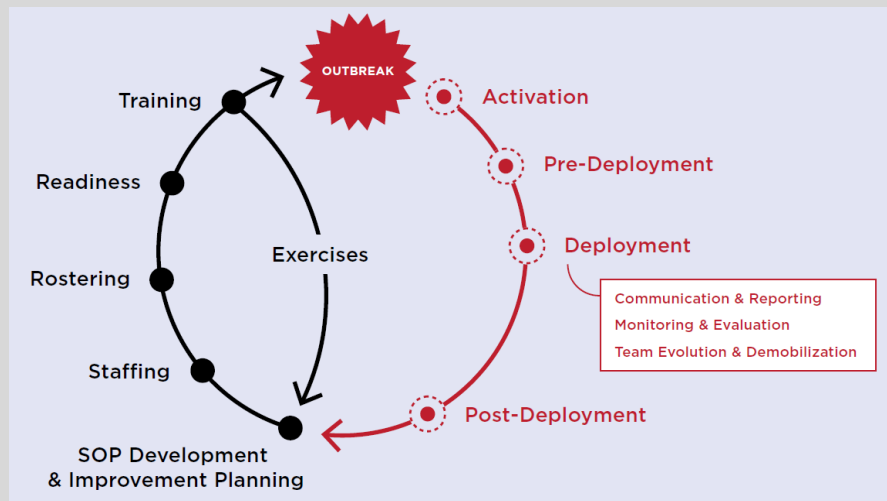 OUTBREAK
Training
Activation
Readiness
Pre-Deployment
Exercises
Deployment
Rostering
Communication & Reporting
Monitoring & Evaluation
Team Evolution & Demobilization
Staffing
Post-Deployment
SOP Development
& Improvement Planning